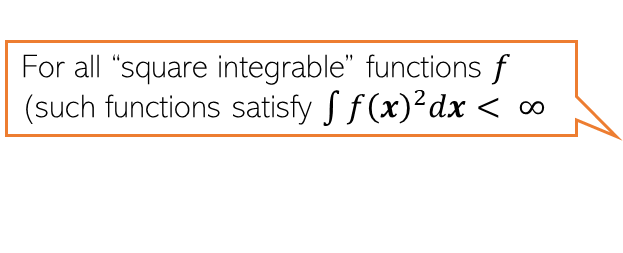 For all “square integrable” functions 𝒇
(such functions satisfy ∫ 𝒇(𝒙)²𝒅𝒙 < ∞